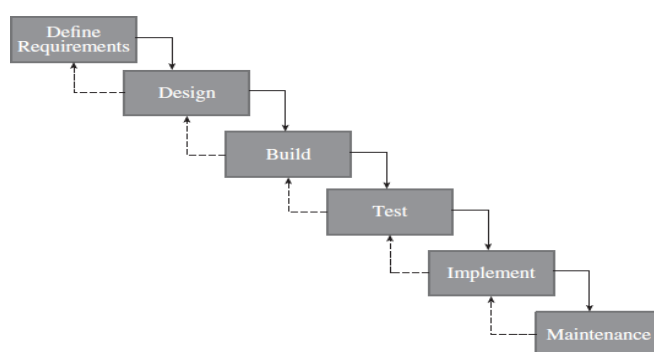 Define
Requirements
Design
Build
Test
Implement
Maintenance